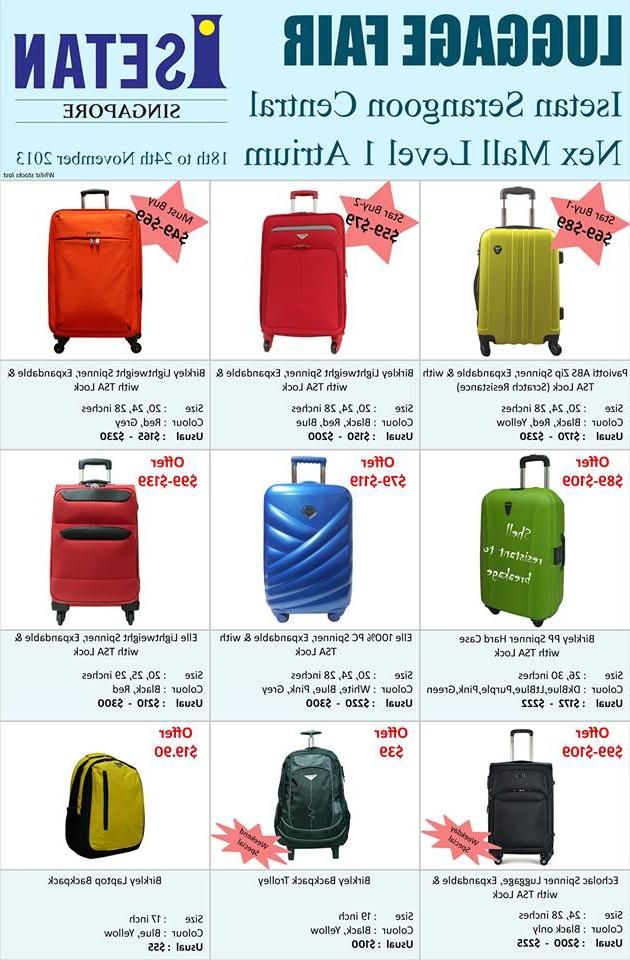 LUGGAGE FAIR
ISETAN
SINGAPORE
Isetan Serangoon Central
Nex Mall Level 1 Atrium
18th to 24th November 2013
Whilst stocks last
Star Buy-1
$69-$89
Paviotti ABS Zip Spinner, Expandable with
TSA Lock (Scratch Resistance)
Size : 20, 24, 28 inches
Colour : Black, Red, Yellow
Usual : $170 - $230
Star Buy-2
$59-$79
Birkley Lightweight Spinner, Expandable &
with TSA Lock
Size : 20, 24, 28 inches
Colour : Black, Red, Blue
Usual : $150 - $200
Must Buy
$49-$69
Birkley Lightweight Spinner, Expandable &
with TSA Lock
Size : 20, 24, 28 inches
Colour : Red, Grey
Usual : $165 - $230
Offer
$89-$109
Shell
resistant to
breakage
Birkley PP Spinner Hard Case
with TSA Lock
Size : 26, 30 inches
Colour : DkBlue,LtBlue,Purple,Pink,Green
Usual : $172 - $222
Offer
$79-$119
Elle 100% PC Spinner, Expandable & with
TSA Lock
Size : 20, 24, 28 inches
Colour : White, Blue, Pink, Grey
Usual : $220 - $300
Offer
$99-$139
Elle Lightweight Spinner, Expandable &
with TSA Lock
Size : 20, 25, 29 inches
Colour : Black, Red
Usual : $210 - $300
Offer
$99-$109
Weekday
Special
Echolac Spinner Luggage, Expandable &
with TSA Lock
Size : 24, 28 inches
Colour : Black only
Usual : $200 - $225
Offer
$39
Weekend
Special
Birkley Backpack Trolley
Size : 19 inch
Colour : Black, Yellow
Usual : $100
Offer
$19.90
Birkley Laptop Backpack
Size : 17 inch
Colour : Blue, Yellow
Usual : $55